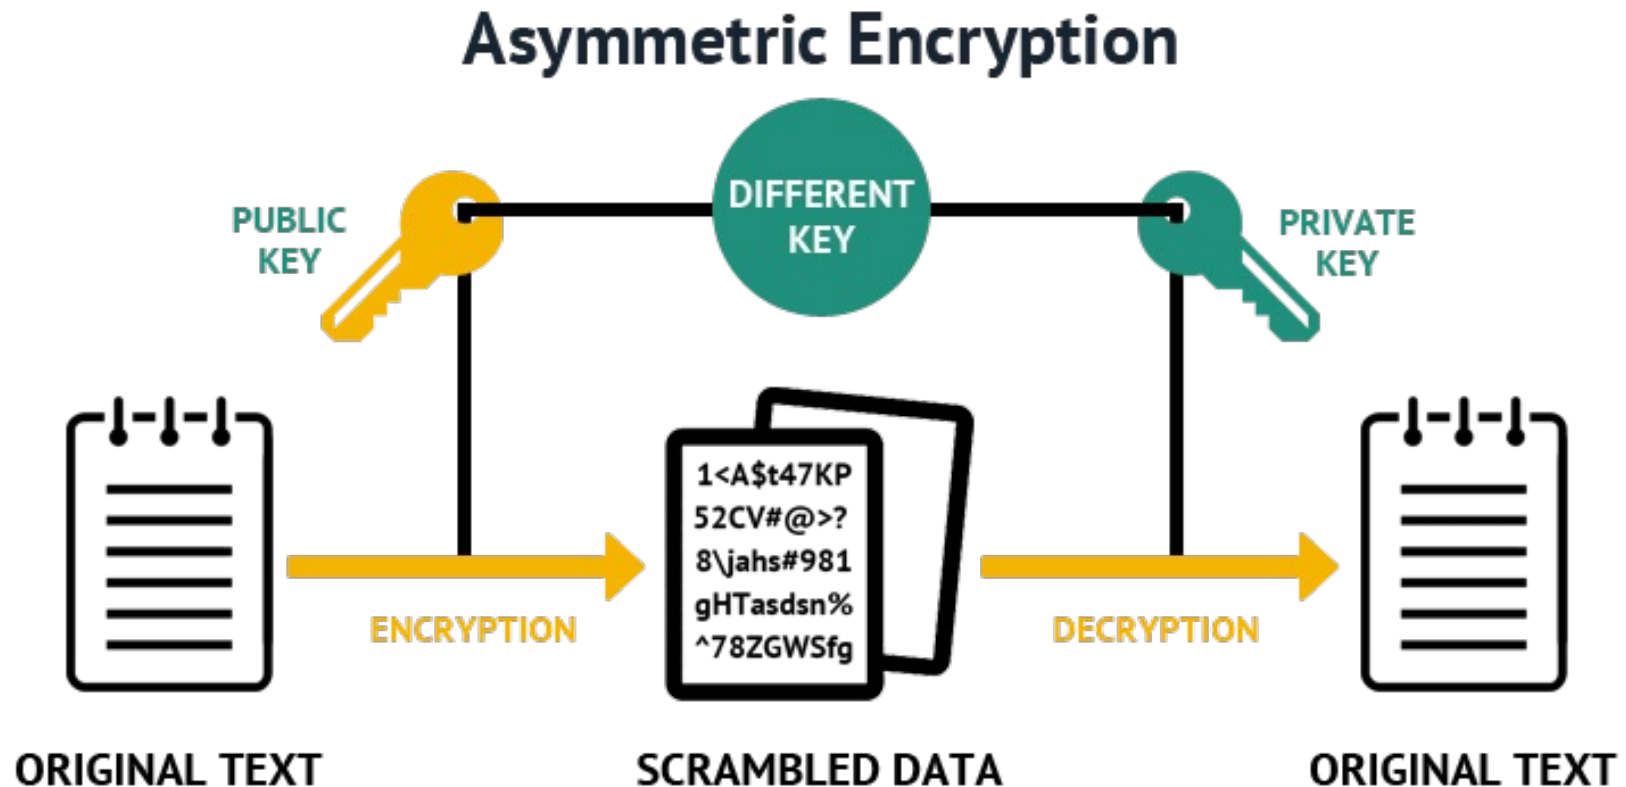 Asymmetric Encryption
DIFFERENT
KEY
PUBLIC
KEY
PRIVATE
KEY
1<A$t47KP
52CV#@>?
8\jahs#981
gHTasdsn%
^78ZGWSfg
ENCRYPTION
DECRYPTION
ORIGINAL TEXT
SCRAMBLED DATA
ORIGINAL TEXT